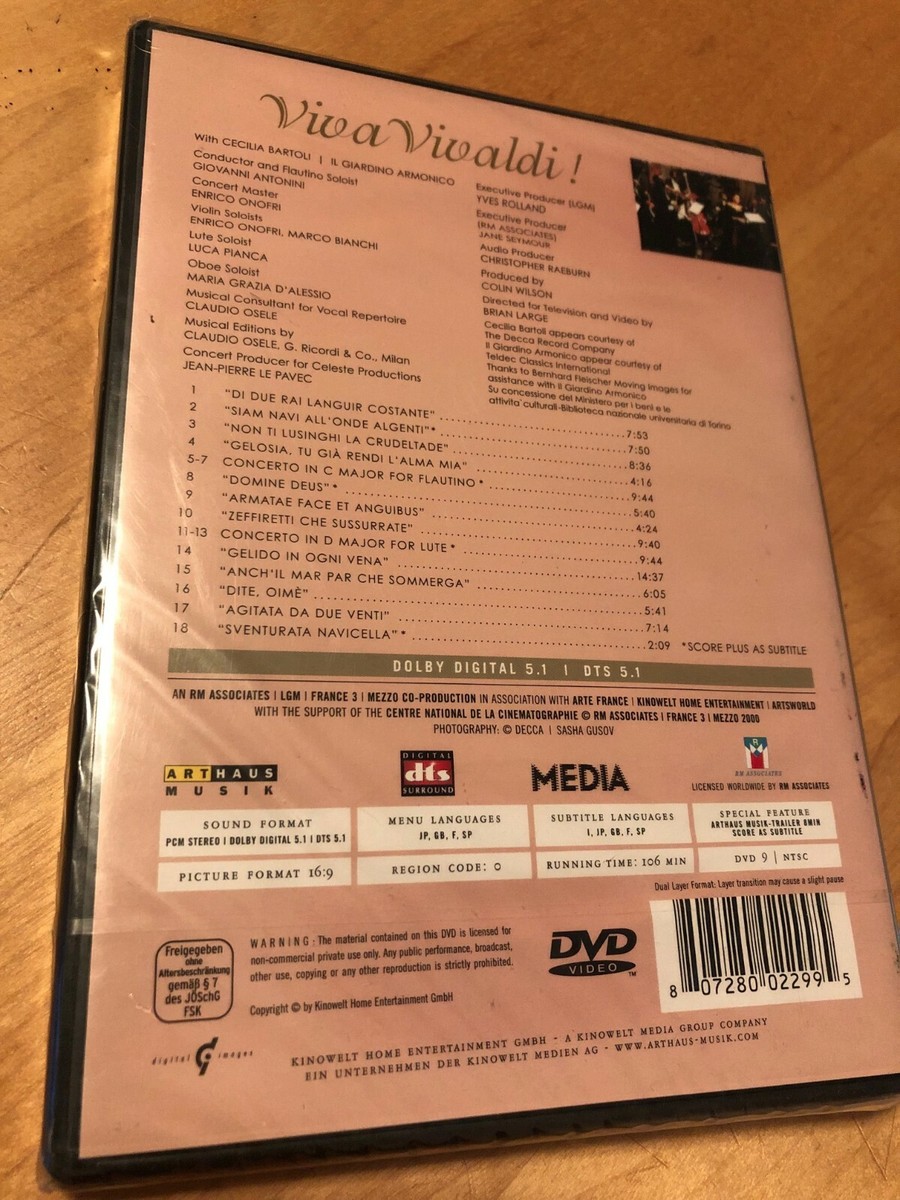 Viva Vivaldi!
With CECILIA BARTOLI | IL GIARDINO ARMONICO
Conductor and Flautino Soloist
GIOVANNI ANTONINI
Concert Master
ENRICO ONOFRI
Violin Soloists
ENRICO ONOFRI, MARCO BIANCHI
Lute Soloist
LUCA PIANCA
Oboe Soloist
MARIA GRAZIA D'ALESSIO
Musical Consultant for Vocal Repertoire
CLAUDIO OSELE
Musical Editions by
CLAUDIO OSELE, G. Ricordi & Co., Milan
Concert Producer for Celeste Productions
JEAN-PIERRE LE PAVEC
Executive Producer (LGM)
YVES ROLLAND
Executive Producer
(RM ASSOCIATES)
JANE SEYMOUR
Audio Producer
CHRISTOPHER RAEBURN
Produced by
COLIN WILSON
Directed for Television and Video by
BRIAN LARGE
Cecilia Bartoli appears courtesy of
The Decca Record Company
Il Giardino Armonico appear courtesy of
Teldec Classics International
Thanks to Bernhard Fleischer Moving Images for
assistance with Il Giardino Armonico
Su concessione del Ministero per i beni e le
attivita' culturali-Biblioteca nazionale universitaria di Torino
1 "DI DUE RAI LANGUIR COSTANTE" 7:53
2 "SIAM NAVI ALL'ONDE ALGENTI"* 7:50
3 "NON TI LUSINGHI LA CRUDELTADE" 8:36
4 "GELOSIA, TU GIÀ RENDI L'ALMA MIA" 4:16
5-7 CONCERTO IN C MAJOR FOR FLAUTINO * 9:44
8 "DOMINE DEUS" * 5:40
9 "ARMATAE FACE ET ANGUIBUS" 4:24
10 "ZEFFIRETTI CHE SUSSURRATE" 9:40
11-13 CONCERTO IN D MAJOR FOR LUTE * 9:44
14 "GELIDO IN OGNI VENA" 14:37
15 "ANCH'IL MAR PAR CHE SOMMERGA" 6:05
16 "DITE, OIMÈ" 5:41
17 "AGITATA DA DUE VENTI" 7:14
18 "SVENTURATA NAVICELLA" * 2:09 *SCORE PLUS AS SUBTITLE
DOLBY DIGITAL 5.1 | DTS 5.1
AN RM ASSOCIATES | LGM | FRANCE 3 | MEZZO CO-PRODUCTION IN ASSOCIATION WITH ARTE FRANCE | KINOWELT HOME ENTERTAINMENT | ARTSWORLD
WITH THE SUPPORT OF THE CENTRE NATIONAL DE LA CINEMATOGRAPHIE © RM ASSOCIATES | FRANCE 3 | MEZZO 2000
PHOTOGRAPHY: © DECCA | SASHA GUSOV
ARTHAUS
MUSIK
DIGITAL
dts
SURROUND
MEDIA
RM ASSOCIATES
LICENSED WORLDWIDE BY RM ASSOCIATES
SOUND FORMAT
PCM STEREO | DOLBY DIGITAL 5.1 | DTS 5.1
MENU LANGUAGES
JP, GB, F, SP
SUBTITLE LANGUAGES
I, JP, GB, F, SP
SPECIAL FEATURE
ARTHAUS MUSIK-TRAILER 8MIN
SCORE AS SUBTITLE
PICTURE FORMAT 16:9
REGION CODE: 0
RUNNING TIME: 106 MIN
DVD 9 | NTSC
Dual Layer Format: Layer transition may cause a slight pause
Freigegeben
ohne
Altersbeschränkung
gemäß § 7
des JÖSchG
FSK
WARNING: The material contained on this DVD is licensed for
non-commercial private use only. Any public performance, broadcast,
other use, copying or any other reproduction is strictly prohibited.
Copyright © by Kinowelt Home Entertainment GmbH
DVD
VIDEO
TM
8 07280 02299 5
digital images
KINOWELT HOME ENTERTAINMENT GMBH - A KINOWELT MEDIA GROUP COMPANY
EIN UNTERNEHMEN DER KINOWELT MEDIEN AG - WWW.ARTHAUS-MUSIK.COM